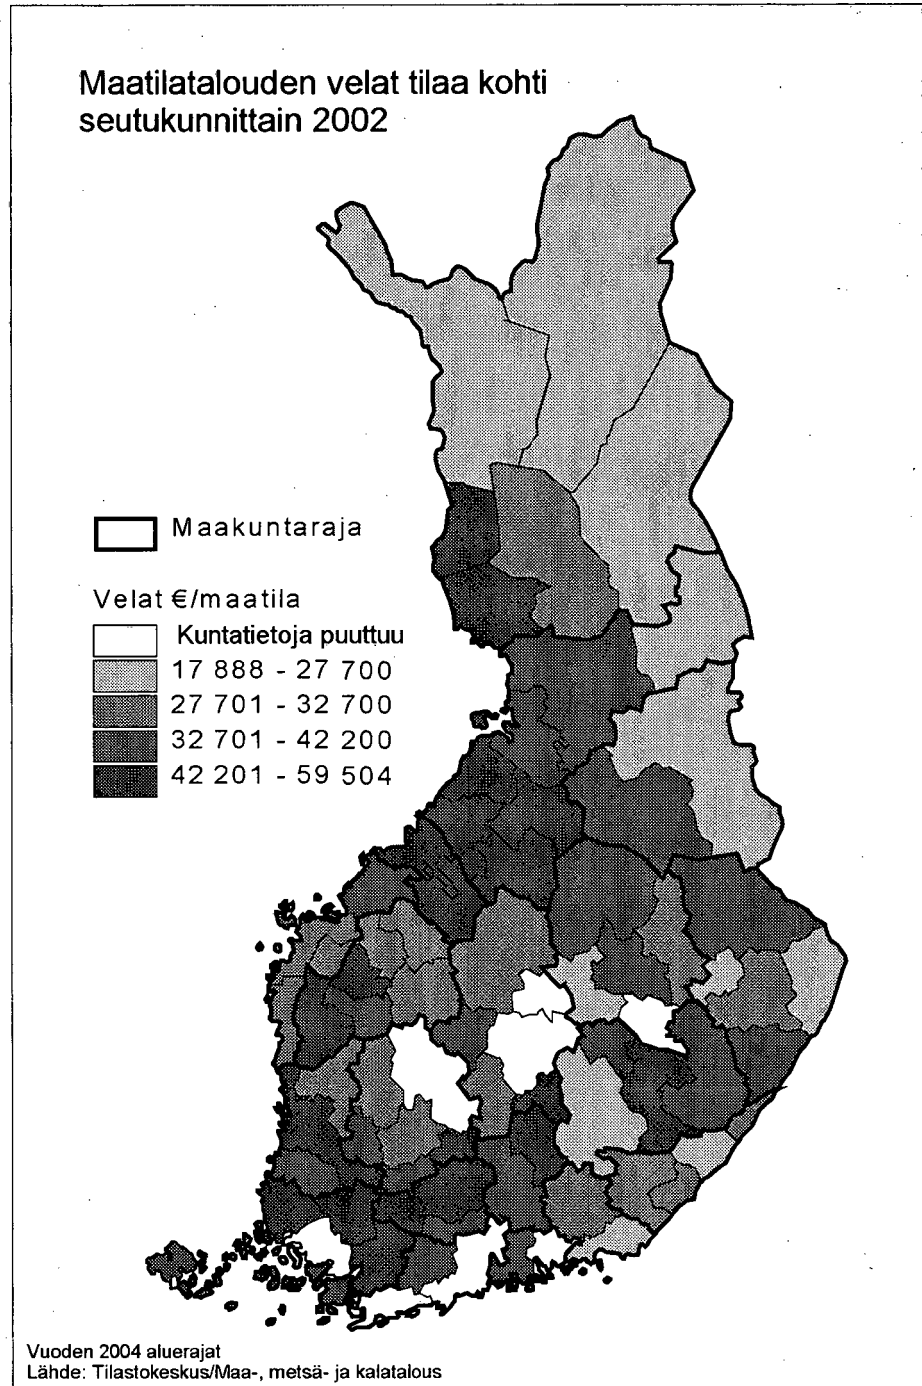 Maatilatalouden velat tilaa kohti
seutukunnittain 2002
Maakuntaraja
Velat €/maatila
Kuntatietoja puuttuu
17 888 - 27 700
27 701 - 32 700
32 701 - 42 200
42 201 - 59 504
Vuoden 2004 aluerajat
Lähde: Tilastokeskus/Maa-, metsä- ja kalatalous